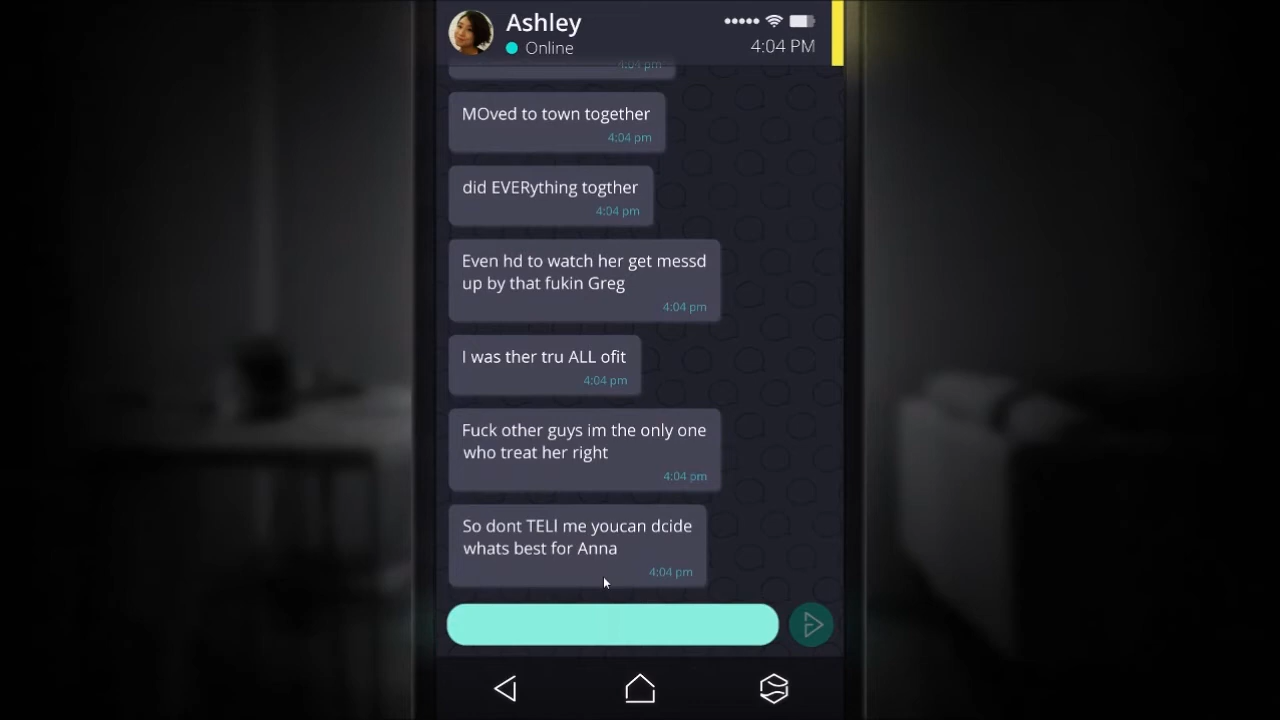 Ashley
Online
4:04 PM
4:04 pm
MOved to town together
4:04 pm
did EVERything togther
4:04 pm
Even hd to watch her get messd
up by that fukin Greg
4:04 pm
I was ther tru ALL ofit
4:04 pm
Fuck other guys im the only one
who treat her right
4:04 pm
So dont TELl me youcan dcide
whats best for Anna
4:04 pm